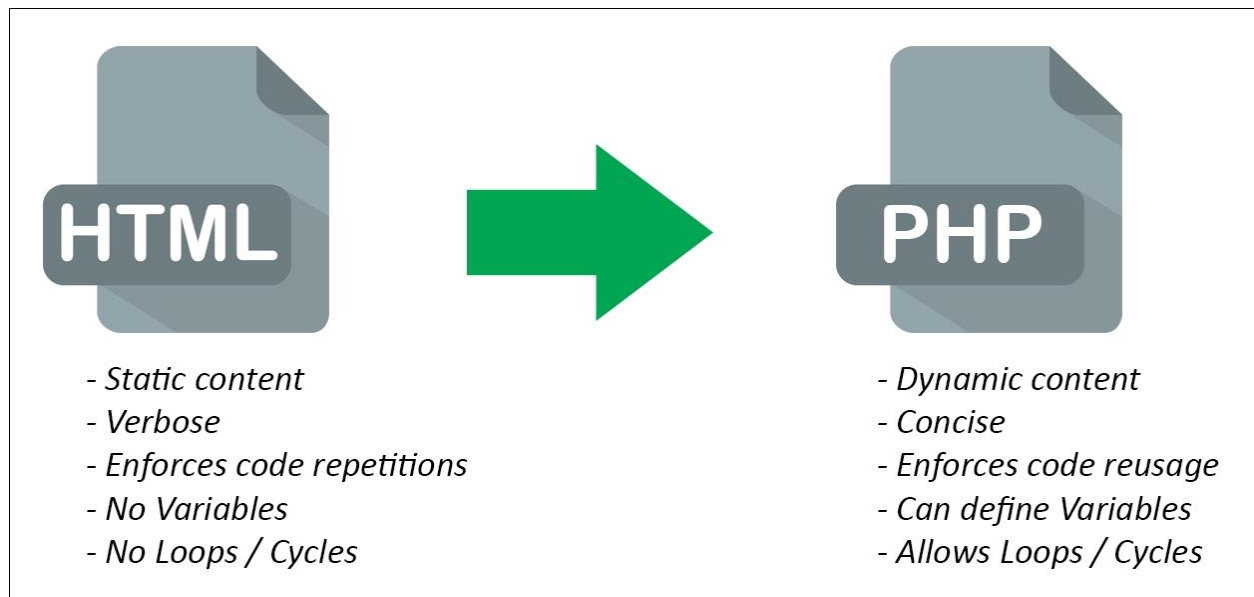 HTML
- Static content
- Verbose
- Enforces code repetitions
- No Variables
- No Loops / Cycles
PHP
- Dynamic content
- Concise
- Enforces code reusage
- Can define Variables
- Allows Loops / Cycles